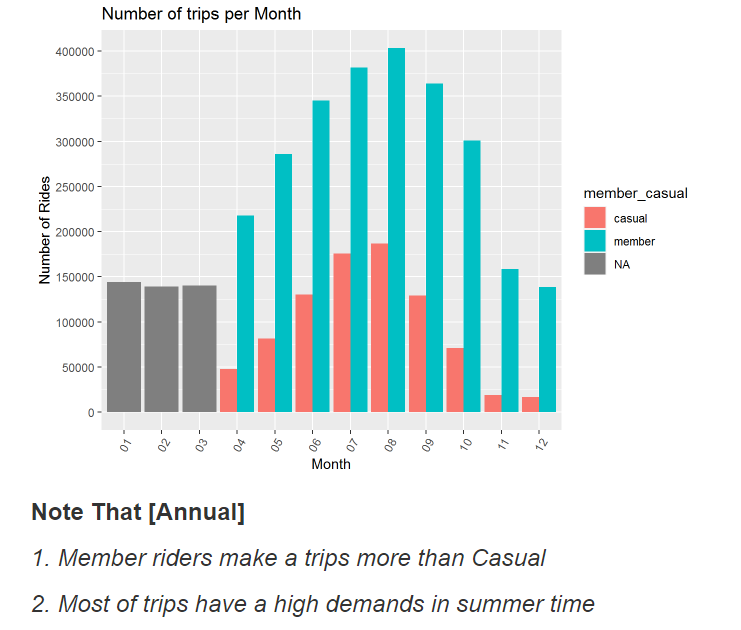 Number of trips per Month
400000
350000
300000
250000
200000
150000
100000
50000
0
Number of Rides
01 02 03 04 05 06 07 08 09 10 11 12
Month
member_casual
casual
member
NA
Note That [Annual]
1. Member riders make a trips more than Casual
2. Most of trips have a high demands in summer time